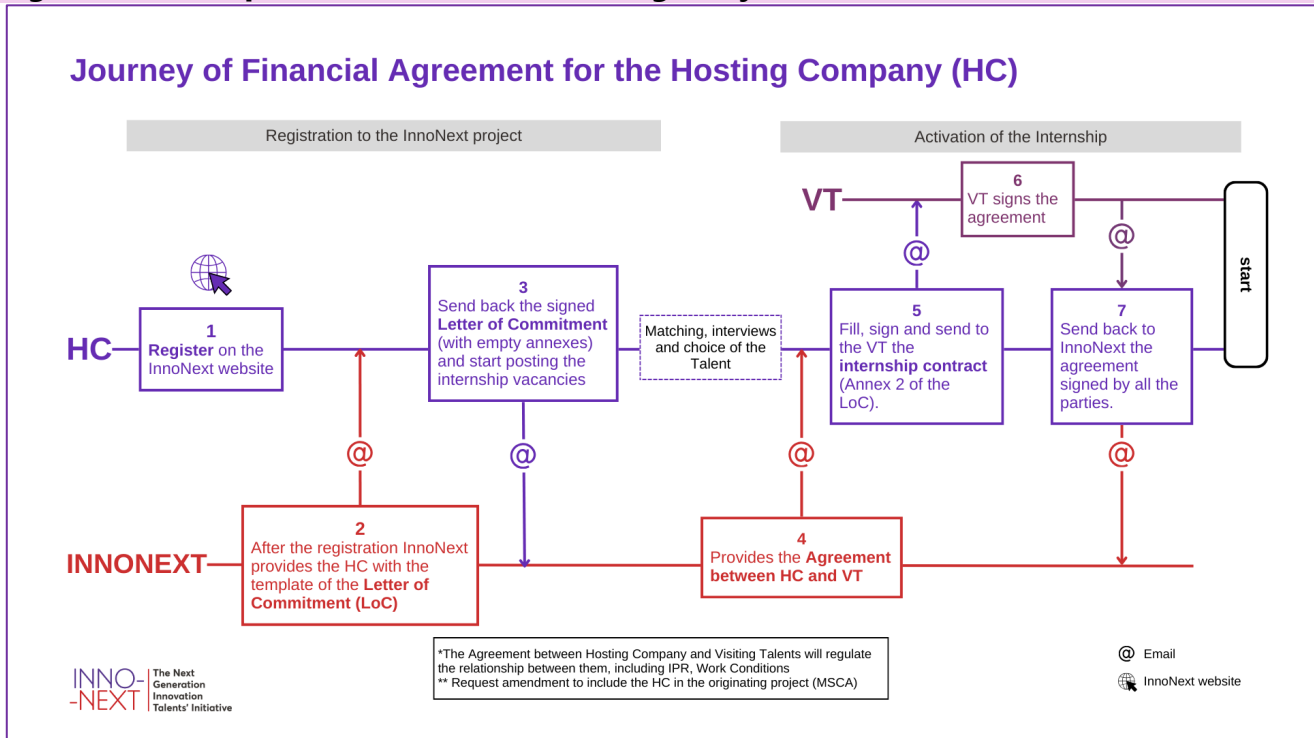 Journey of Financial Agreement for the Hosting Company (HC)
Registration to the InnoNext project
Activation of the Internship
VT
6
VT signs the
agreement
@
@
start
HC
1
Register on the
InnoNext website
3
Send back the signed
Letter of Commitment
(with empty annexes)
and start posting the
internship vacancies
Matching, interviews
and choice of the
Talent
5
Fill, sign and send to
the VT the
internship contract
(Annex 2 of the
LoC).
7
Send back to
InnoNext the
agreement
signed by all the
parties.
@
@
@
@
INNONEXT
2
After the registration InnoNext
provides the HC with the
template of the Letter of
Commitment (LoC)
4
Provides the Agreement
between HC and VT
*The Agreement between Hosting Company and Visiting Talents will regulate
the relationship between them, including IPR, Work Conditions
** Request amendment to include the HC in the originating project (MSCA)
@ Email
InnoNext website
INNO-
-NEXT
The Next
Generation
Innovation
Talents' Initiative